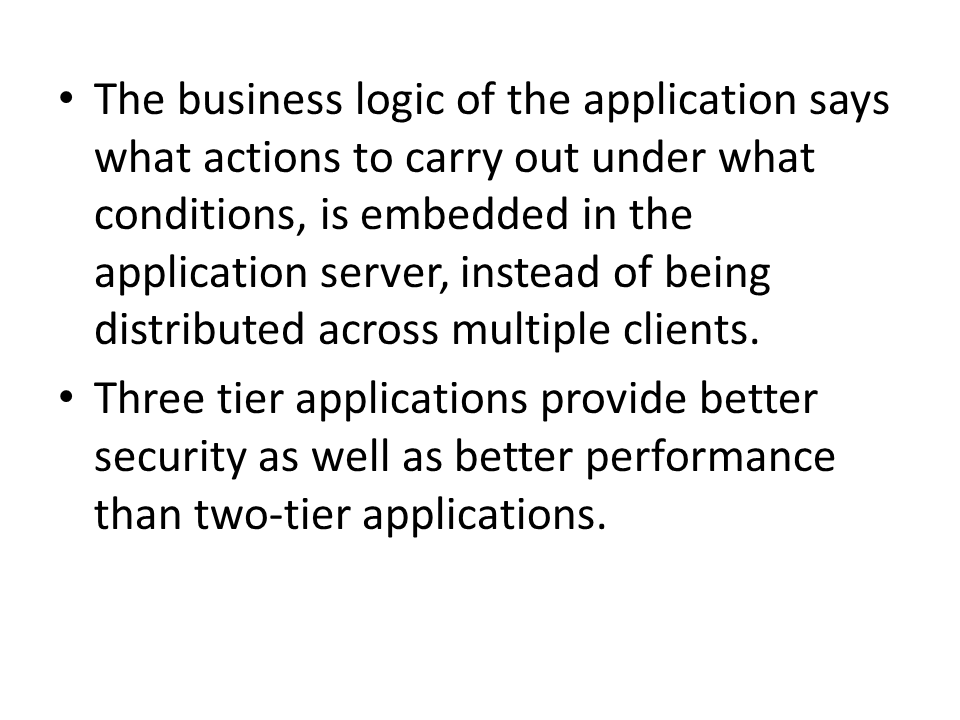 • The business logic of the application says
what actions to carry out under what
conditions, is embedded in the
application server, instead of being
distributed across multiple clients.
• Three tier applications provide better
security as well as better performance
than two-tier applications.